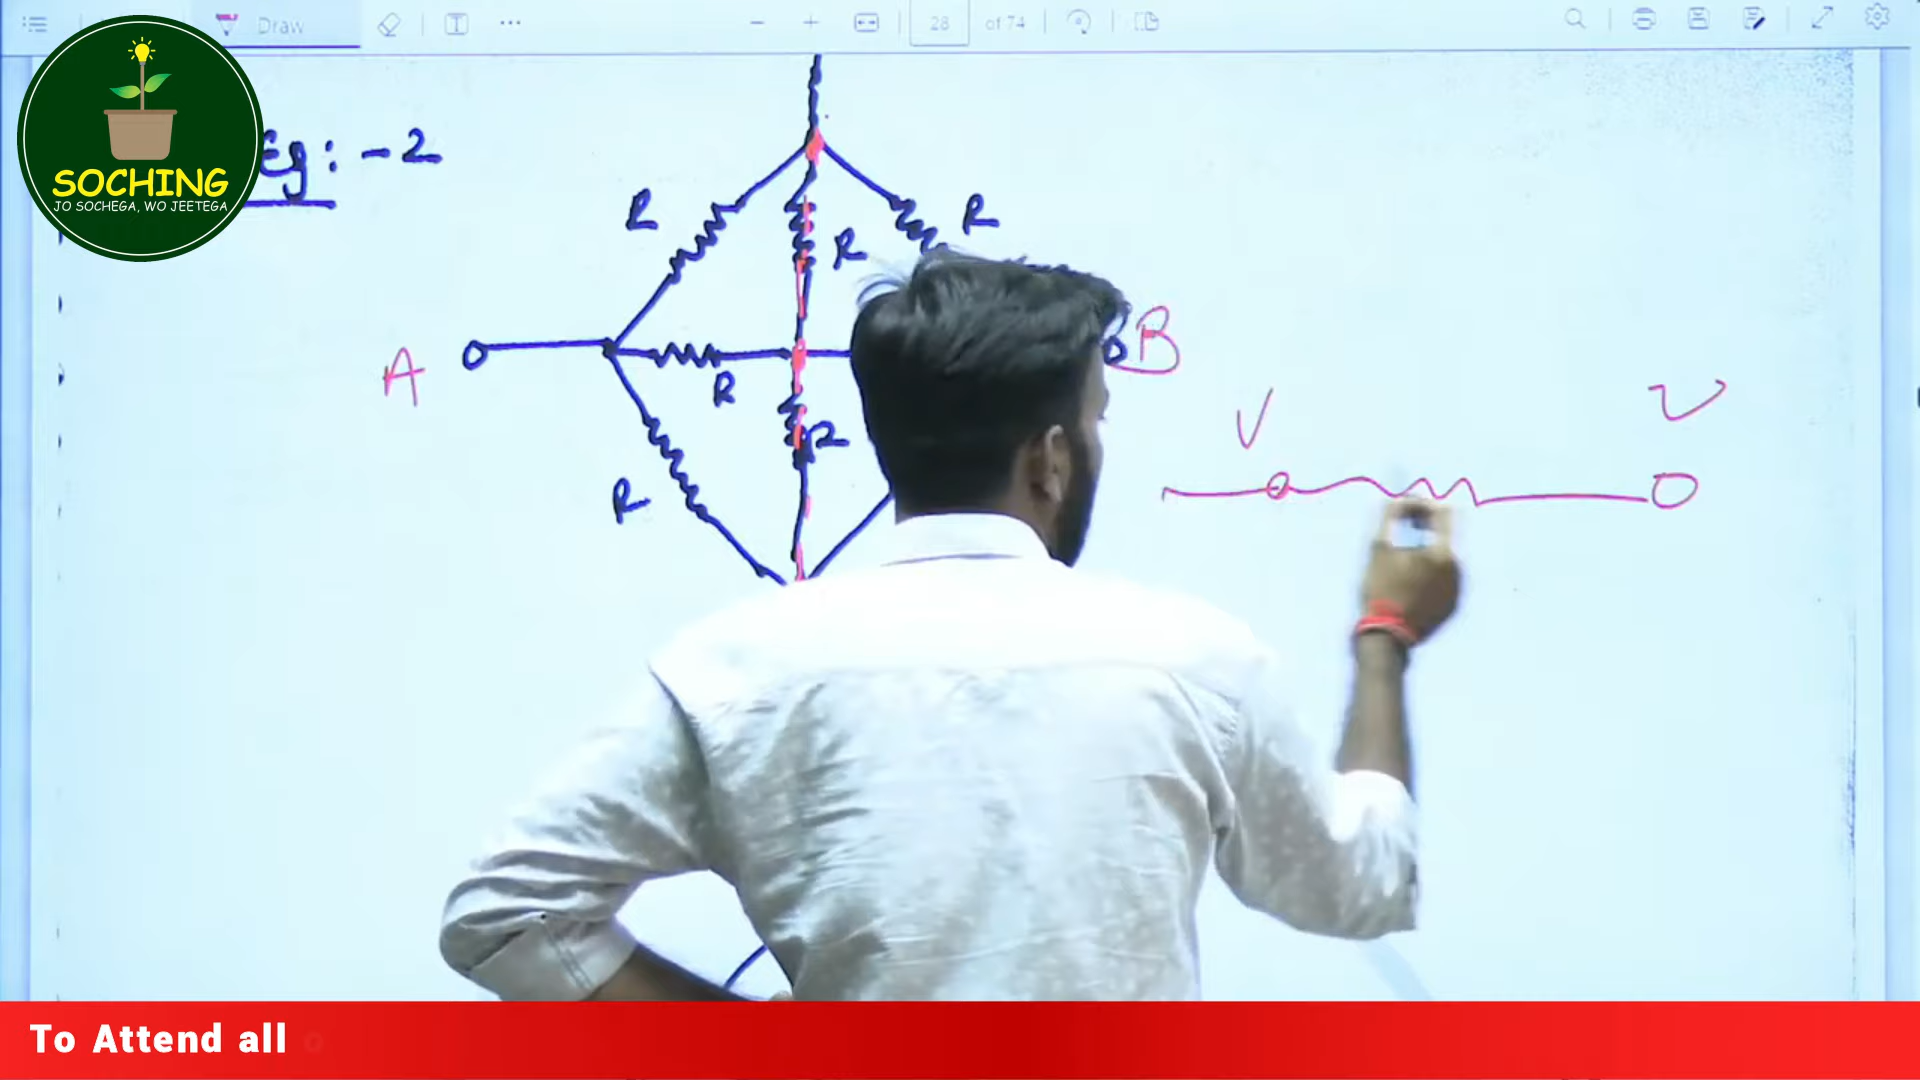 Draw
28
of 74
SOCHING
JO SOCHEGA, WO JEETEGA
Eg: -2
R
R
R
A
B
R
R
R
V
V
To Attend all